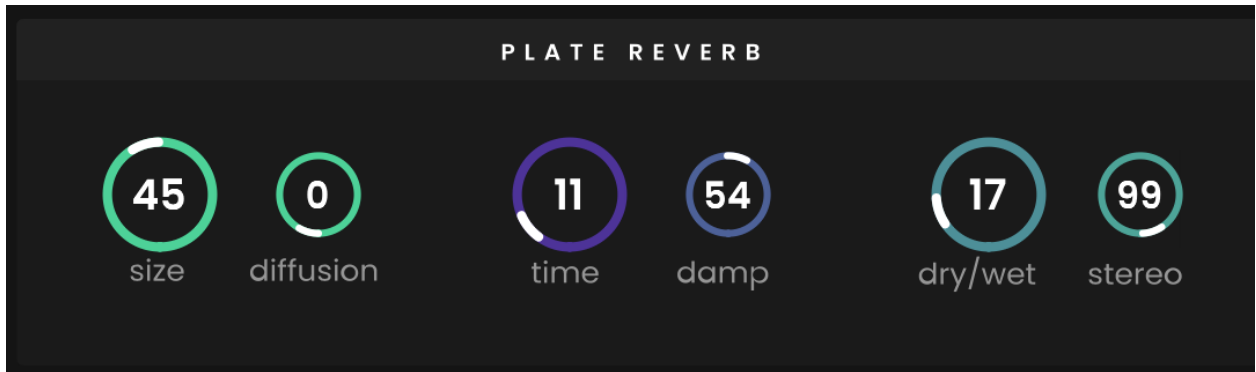 PLATE REVERB
45 0 11 54 17 99
size diffusion time damp dry/wet stereo